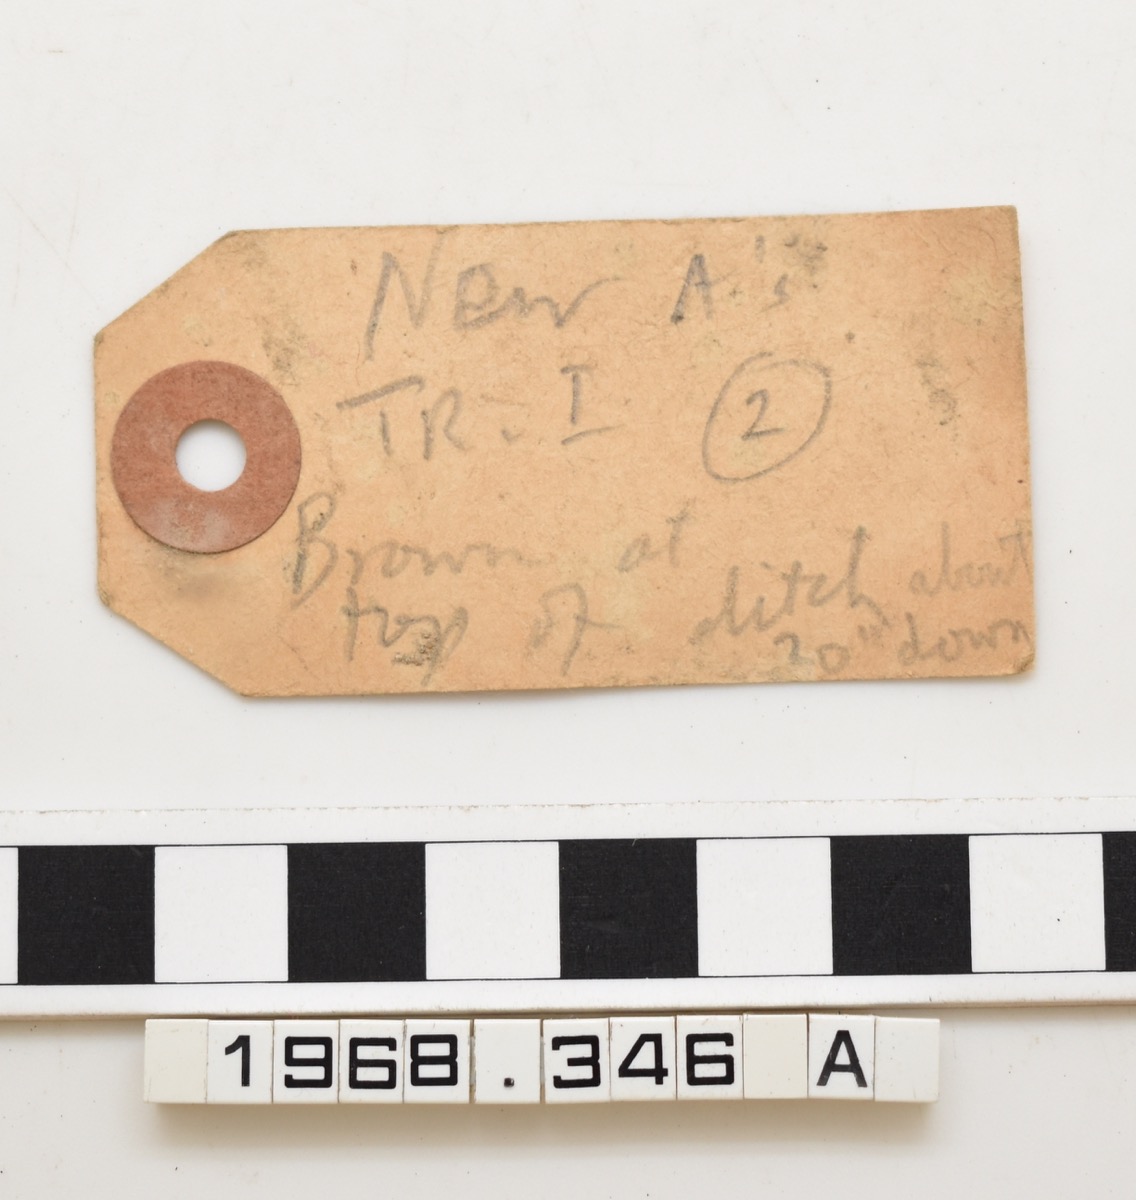 New A's
TR: I ②
Brown at
top of ditch about
20" down
1968.346 A